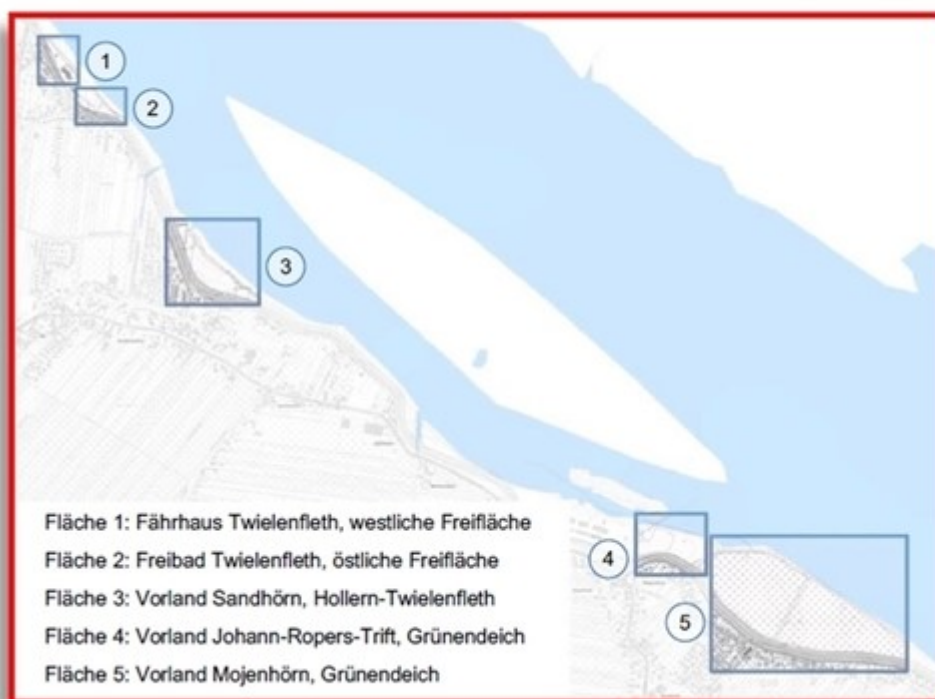 1
2
3
4
5
Fläche 1: Fährhaus Twielenfleth, westliche Freifläche
Fläche 2: Freibad Twielenfleth, östliche Freifläche
Fläche 3: Vorland Sandhörn, Hollern-Twielenfleth
Fläche 4: Vorland Johann-Ropers-Trift, Grünendeich
Fläche 5: Vorland Mojenhörn, Grünendeich